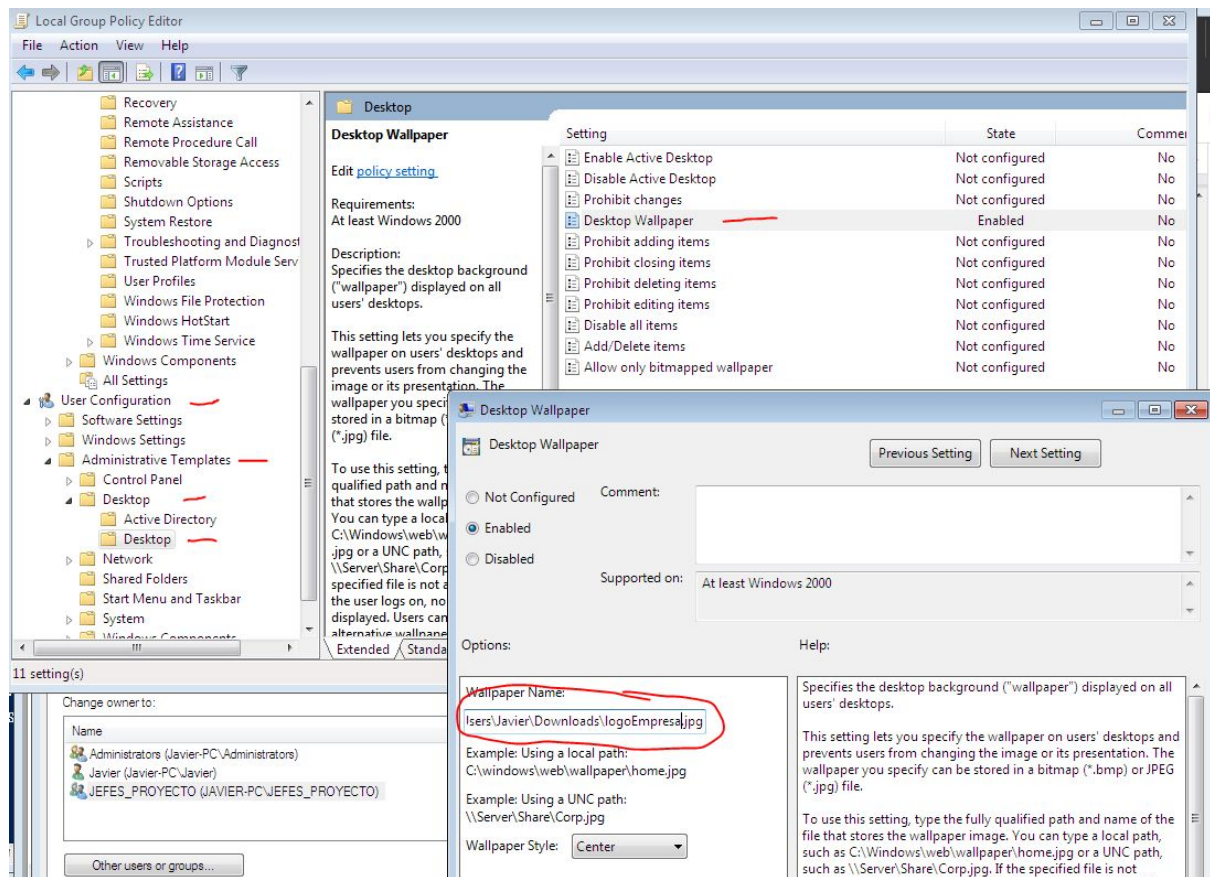 Local Group Policy Editor
File Action View Help
Recovery
Remote Assistance
Remote Procedure Call
Removable Storage Access
Scripts
Shutdown Options
System Restore
Troubleshooting and Diagnost
Trusted Platform Module Serv
User Profiles
Windows File Protection
Windows HotStart
Windows Time Service
Windows Components
All Settings
User Configuration
Software Settings
Windows Settings
Administrative Templates
Control Panel
Desktop
Active Directory
Desktop
Network
Shared Folders
Start Menu and Taskbar
System
Windows Components
11 setting(s)
Desktop
Desktop Wallpaper
Edit policy setting
Requirements:
At least Windows 2000
Description:
Specifies the desktop background
("wallpaper") displayed on all
users' desktops.
This setting lets you specify the
wallpaper on users' desktops and
prevents users from changing the
image or its presentation. The
wallpaper you speci
stored in a bitmap (
(*.jpg) file.
To use this setting, t
qualified path and n
that stores the wallp
You can type a local
C:\Windows\web\w
.jpg or a UNC path,
\\Server\Share\Corp
specified file is not a
the user logs on, no
displayed. Users can
alternative wallpape
Extended Standa
Setting State Comme
Enable Active Desktop Not configured No
Disable Active Desktop Not configured No
Prohibit changes Not configured No
Desktop Wallpaper Enabled No
Prohibit adding items Not configured No
Prohibit closing items Not configured No
Prohibit deleting items Not configured No
Prohibit editing items Not configured No
Disable all items Not configured No
Add/Delete items Not configured No
Allow only bitmapped wallpaper Not configured No
Desktop Wallpaper
Desktop Wallpaper
Previous Setting Next Setting
Not Configured
Enabled
Disabled
Comment:
Supported on: At least Windows 2000
Options:
Help:
Wallpaper Name:
sers\Javier\Downloads\logoEmpresa.jpg
Example: Using a local path:
C:\windows\web\wallpaper\home.jpg
Example: Using a UNC path:
\\Server\Share\Corp.jpg
Wallpaper Style: Center
Specifies the desktop background ("wallpaper") displayed on all
users' desktops.
This setting lets you specify the wallpaper on users' desktops and
prevents users from changing the image or its presentation. The
wallpaper you specify can be stored in a bitmap (*.bmp) or JPEG
(*.jpg) file.
To use this setting, type the fully qualified path and name of the
file that stores the wallpaper image. You can type a local path,
such as C:\Windows\web\wallpaper\home.jpg or a UNC path,
such as \\Server\Share\Corp.jpg. If the specified file is not
Change owner to:
Name
Administrators (Javier-PC\Administrators)
Javier (Javier-PC\Javier)
JEFES_PROYECTO (JAVIER-PC\JEFES_PROYECTO)
Other users or groups...